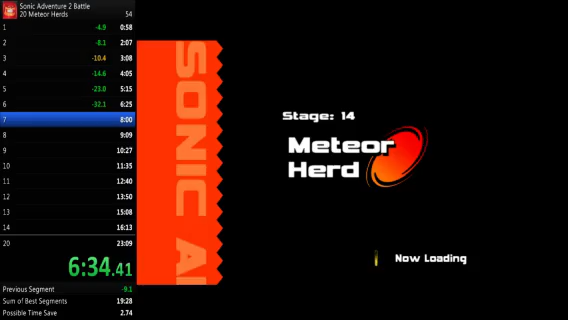 Sonic Adventure 2 Battle
20 Meteor Herds 54
1 -4.9 0:58
2 -8.1 2:07
3 -10.4 3:08
4 -14.6 4:05
5 -23.0 5:15
6 -32.1 6:25
7 8:00
8 9:09
9 10:27
10 11:35
11 12:40
12 13:50
13 15:08
14 16:13
20 23:09
6:34.41
Previous Segment -9.1
Sum of Best Segments 19:28
Possible Time Save 2.74
SONIC A
Stage: 14
Meteor
Herd
Now Loading